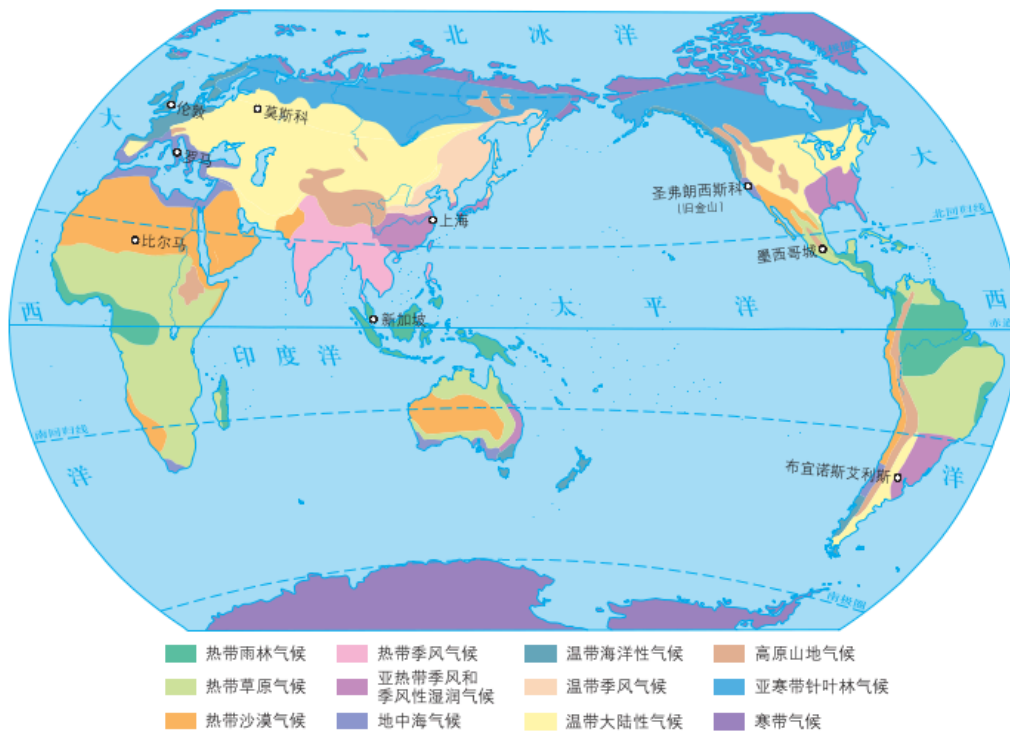 北 冰 洋
北极圈
大
伦敦
莫斯科
罗马
大
圣弗朗西斯科
(旧金山)
上海
北回归线
比尔马
墨西哥城
西
太 平 洋
西
新加坡
赤道
印 度 洋
南回归线
洋
布宜诺斯艾利斯
洋
南极圈
热带雨林气候
热带季风气候
温带海洋性气候
高原山地气候
热带草原气候
亚热带季风和
季风性湿润气候
温带季风气候
亚寒带针叶林气候
热带沙漠气候
地中海气候
温带大陆性气候
寒带气候